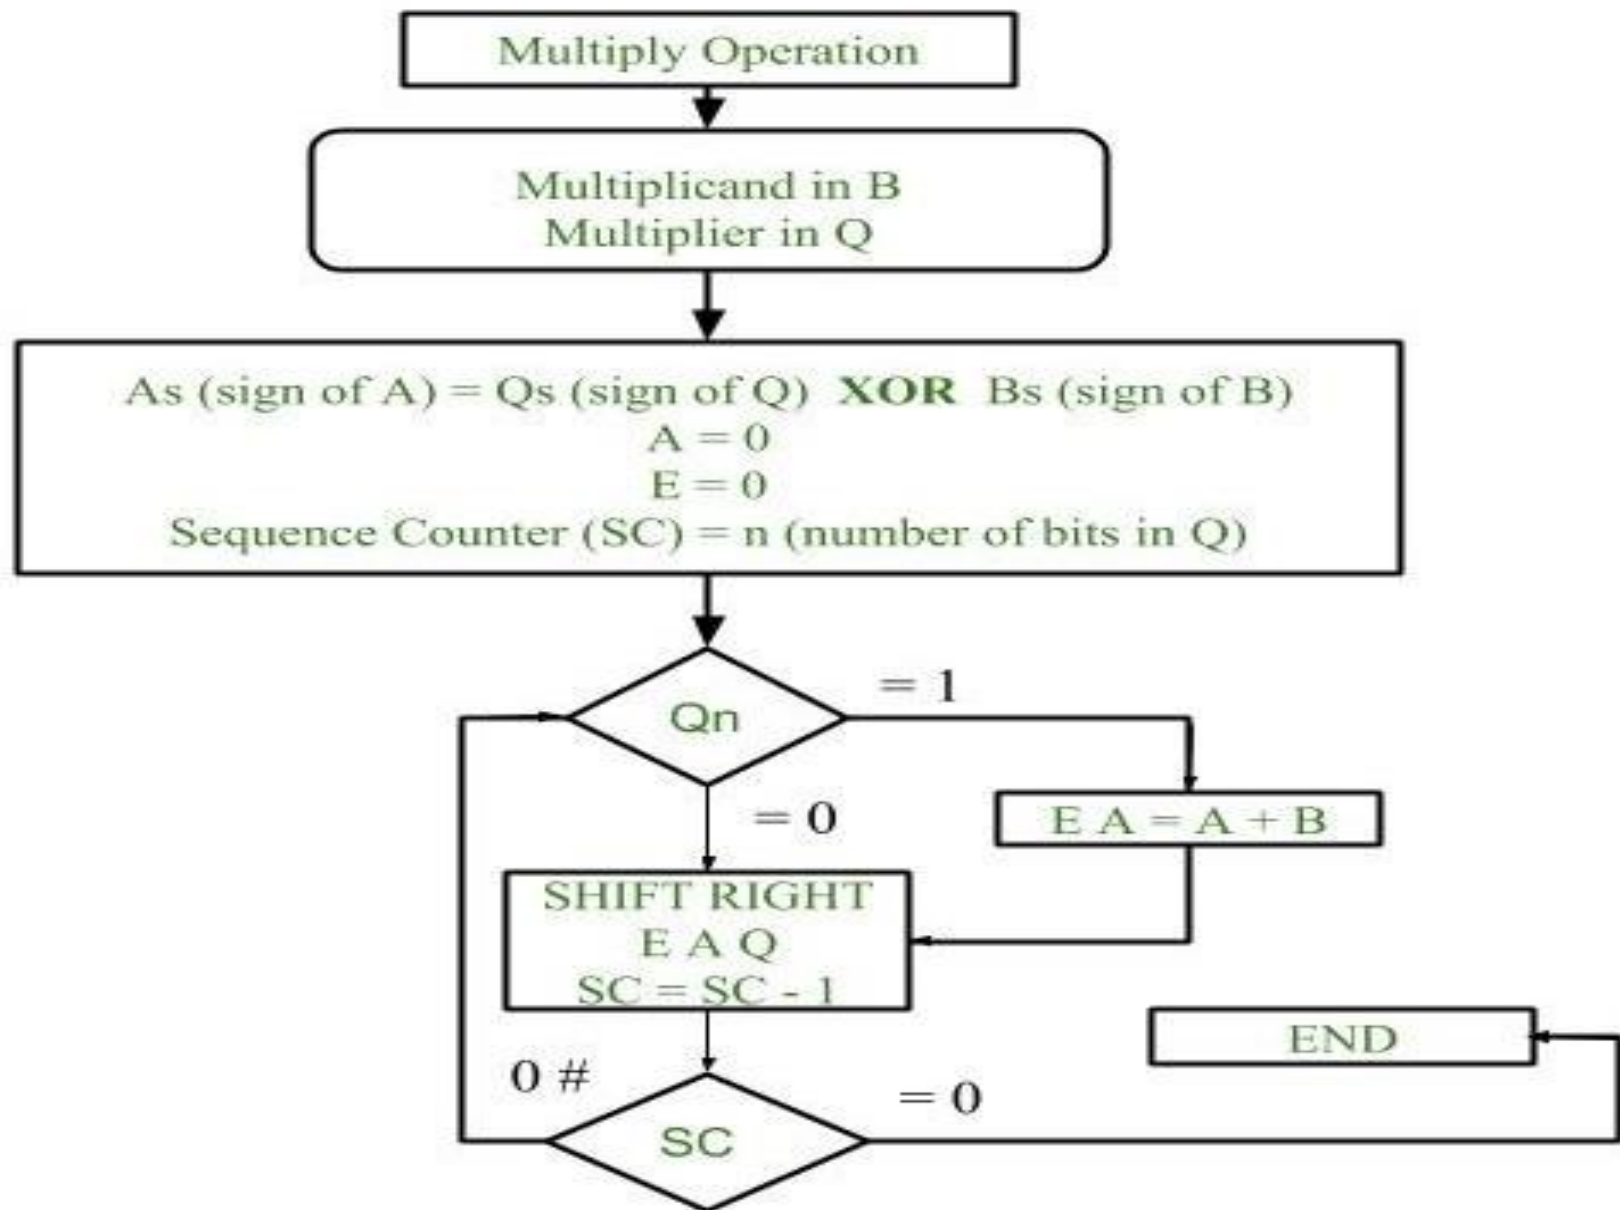 Multiply Operation
Multiplicand in B
Multiplier in Q
As (sign of A) = Qs (sign of Q) XOR Bs (sign of B)
A = 0
E = 0
Sequence Counter (SC) = n (number of bits in Q)
Qn
= 1
= 0
E A = A + B
SHIFT RIGHT
E A Q
SC = SC - 1
0 #
SC
= 0
END